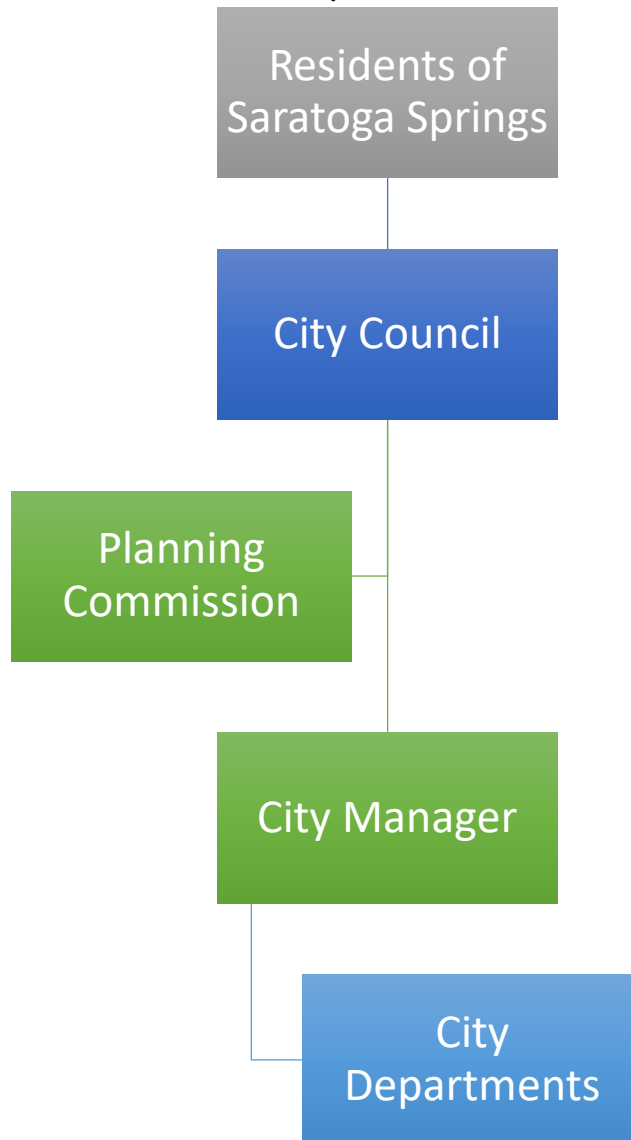 Residents of
Saratoga Springs
City Council
Planning
Commission
City Manager
City
Departments